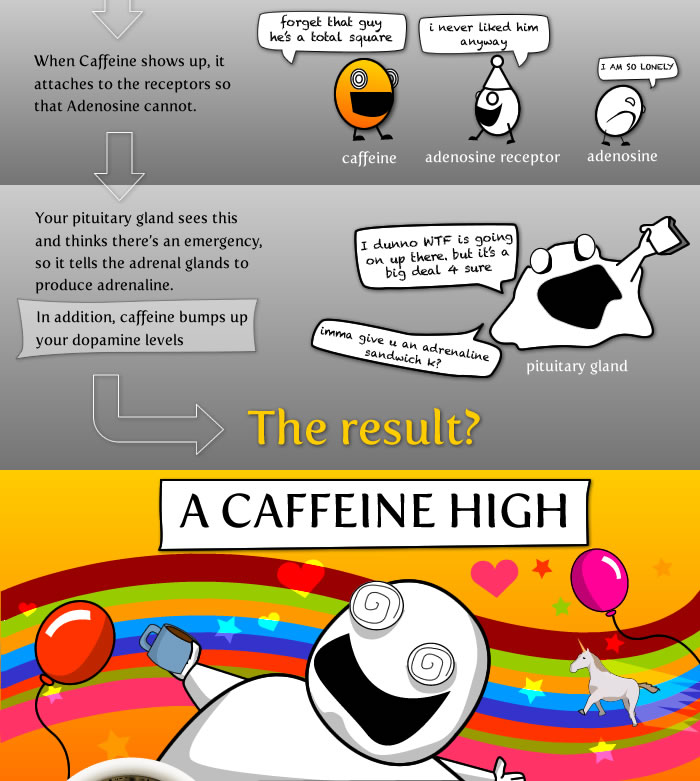 When Caffeine shows up, it
attaches to the receptors so
that Adenosine cannot.
forget that guy
he's a total square
i never liked him
anyway
I AM SO LONELY
caffeine
adenosine receptor
adenosine
Your pituitary gland sees this
and thinks there's an emergency,
so it tells the adrenal glands to
produce adrenaline.
In addition, caffeine bumps up
your dopamine levels
I dunno WTF is going
on up there, but it's a
big deal 4 sure
imma give u an adrenaline
sandwich k?
pituitary gland
The result?
A CAFFEINE HIGH